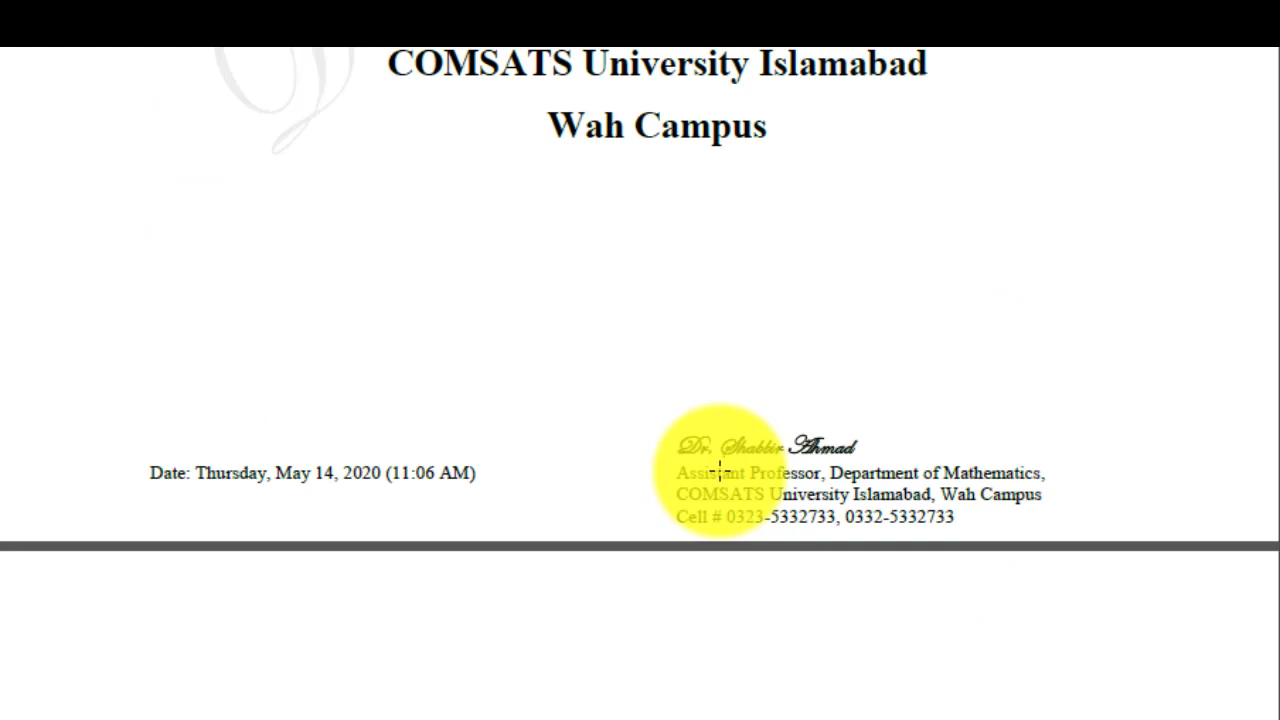 COMSATS University Islamabad
Wah Campus
Date: Thursday, May 14, 2020 (11:06 AM)
Dr. Shabbir Ahmad
Assistant Professor, Department of Mathematics,
COMSATS University Islamabad, Wah Campus
Cell # 0323-5332733, 0332-5332733